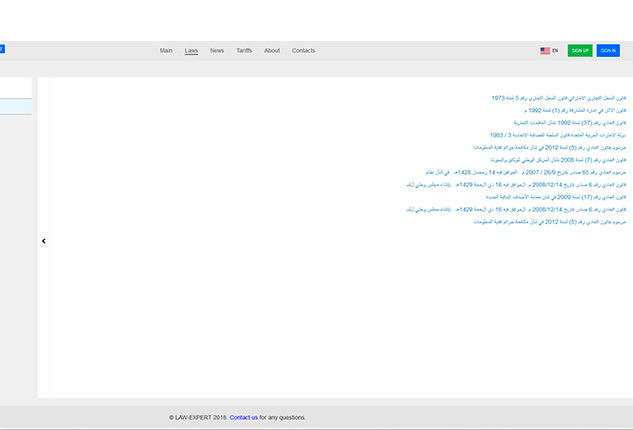 Main Laws News Tariffs About Contacts EN SIGN UP SIGN IN
قانون السجل التجاري الاماراتي قانون السجل التجاري رقم 5 لسنة 1973
قانون الآثار في امارة الشارقة رقم (1) لسنة 1992 م
قانون اتحادي رقم (37) لسنة 1992 بشأن العلامات التجارية
دولة الامارات العربية المتحدة قانون السلطة القضائية الاتحادية 3 / 1983
مرسوم بقانون اتحادي رقم (5) لسنة 2012 في شأن مكافحة جرائم تقنية المعلومات
قانون اتحادي رقم (7) لسنة 2008 بشأن المركز الوطني للوثائق والبحوث
مرسوم اتحادي رقم 85 صادر بتاريخ 26/9 / 2007 م . الموافق فيه 14 رمضان 1428هـ . في شأن نظام
قانون اتحادي رقم 6 صادر بتاريخ 2008/12/14 م. الموافق فيه 16 ذي الحجة 1429هـ . بإنشاء مجلس وطني
قانون اتحادي رقم (17) لسنة 2009 في شأن حماية الأصناف النباتية الجديدة
قانون اتحادي رقم 6 صادر بتاريخ 2008/12/14 م. الموافق فيه 16 ذي الحجة 1429هـ . بإنشاء مجلس وطني
مرسوم بقانون اتحادي رقم (5) لسنة 2012 في شأن مكافحة جرائم تقنية المعلومات
© LAW-EXPERT 2018. Contact us for any questions.